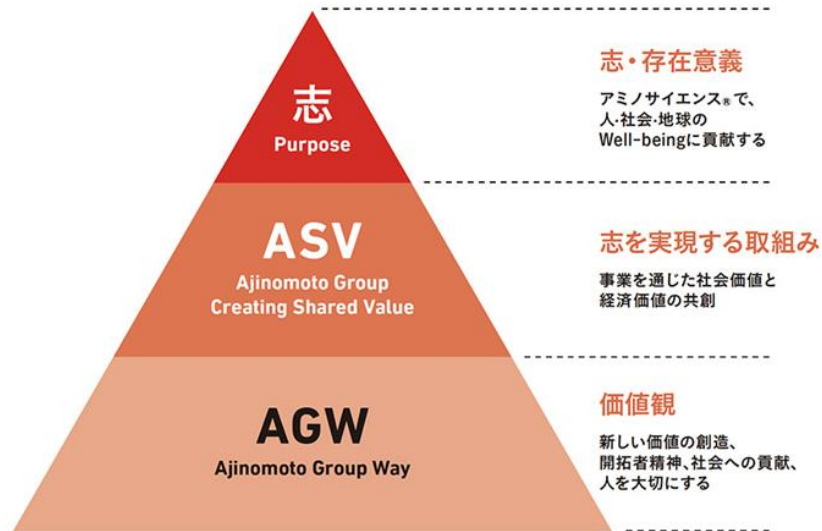 志
Purpose
志・存在意義
アミノサイエンス®で、
人・社会・地球の
Well-beingに貢献する
ASV
Ajinomoto Group
Creating Shared Value
志を実現する取組み
事業を通じた社会価値と
経済価値の共創
AGW
Ajinomoto Group Way
価値観
新しい価値の創造、
開拓者精神、社会への貢献、
人を大切にする